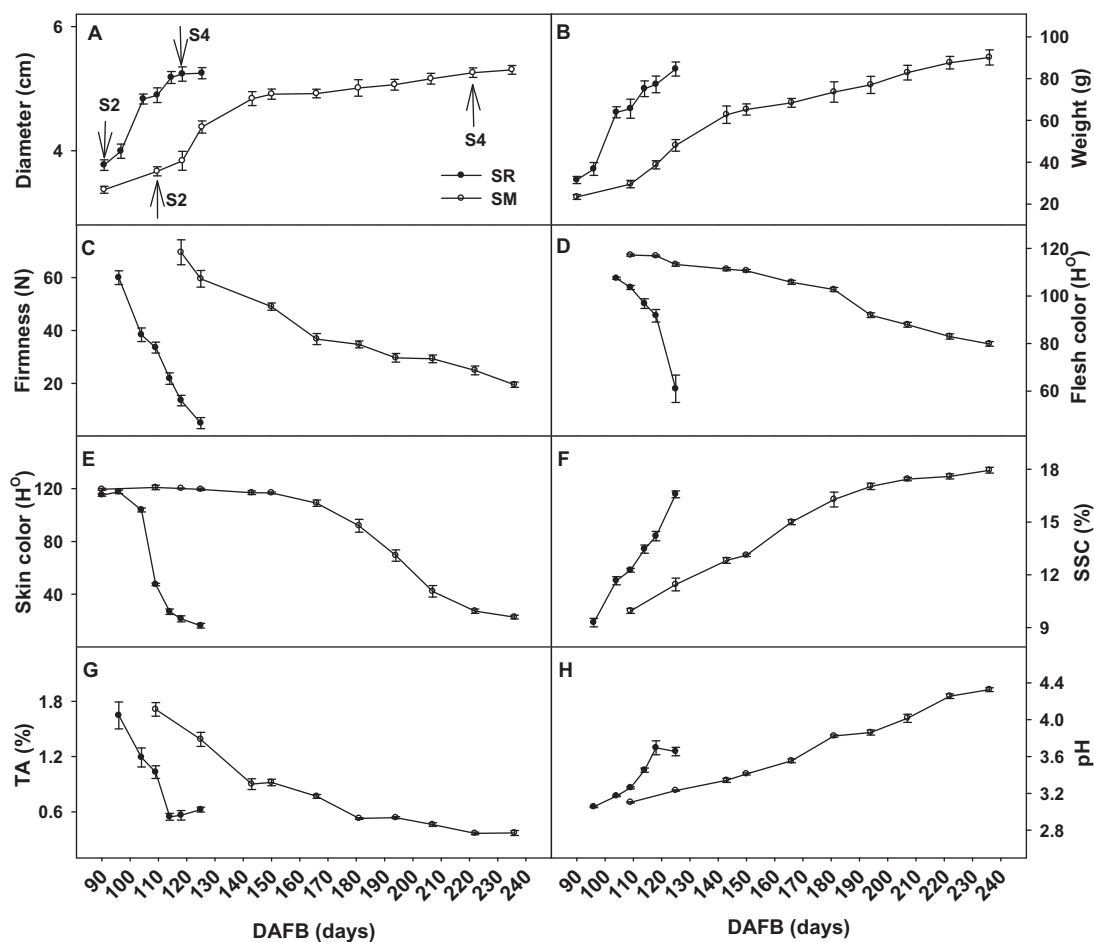 A
S4
S2
S2
S4
SR
SM
Diameter (cm)
6
4
B
100
80
60
40
20
Weight (g)
C
Firmness (N)
60
40
20
D
120
100
80
60
Flesh color (H°)
E
Skin color (H°)
120
80
40
F
18
15
12
9
SSC (%)
G
TA (%)
1.8
1.2
0.6
H
4.4
4.0
3.6
3.2
2.8
pH
90 100 110 120 130 140 150 160 170 180 190 200 210 220 230 240
DAFB (days)
90 100 110 120 130 140 150 160 170 180 190 200 210 220 230 240
DAFB (days)